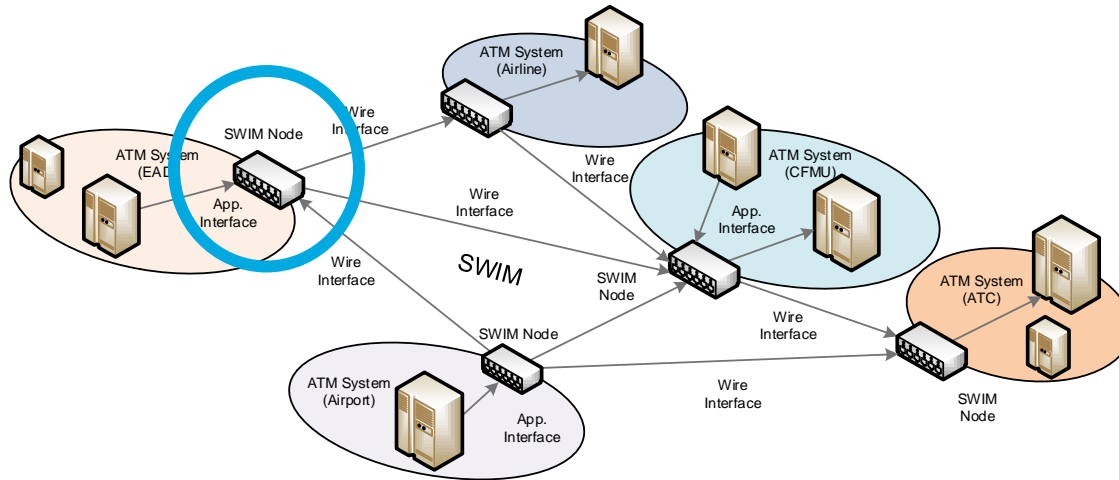 ATM System
(Airline)
Wire
Interface
SWIM Node
ATM System
(EAD)
App.
Interface
Wire
Interface
ATM System
(CFMU)
App.
Interface
Wire
Interface
Wire
Interface
SWIM
SWIM
Node
ATM System
(ATC)
Wire
Interface
SWIM Node
ATM System
(Airport)
App.
Interface
Wire
Interface
SWIM
Node